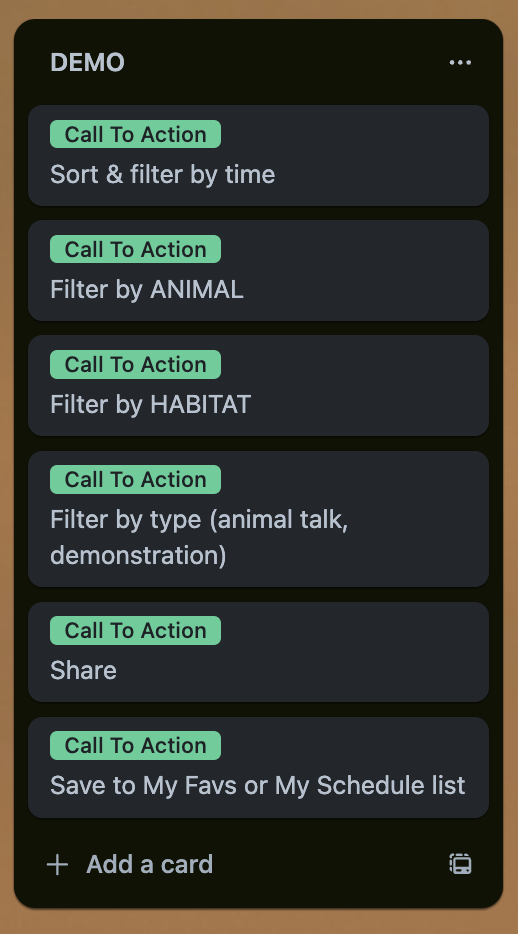 DEMO
Call To Action
Sort & filter by time
Call To Action
Filter by ANIMAL
Call To Action
Filter by HABITAT
Call To Action
Filter by type (animal talk,
demonstration)
Call To Action
Share
Call To Action
Save to My Favs or My Schedule list
Add a card